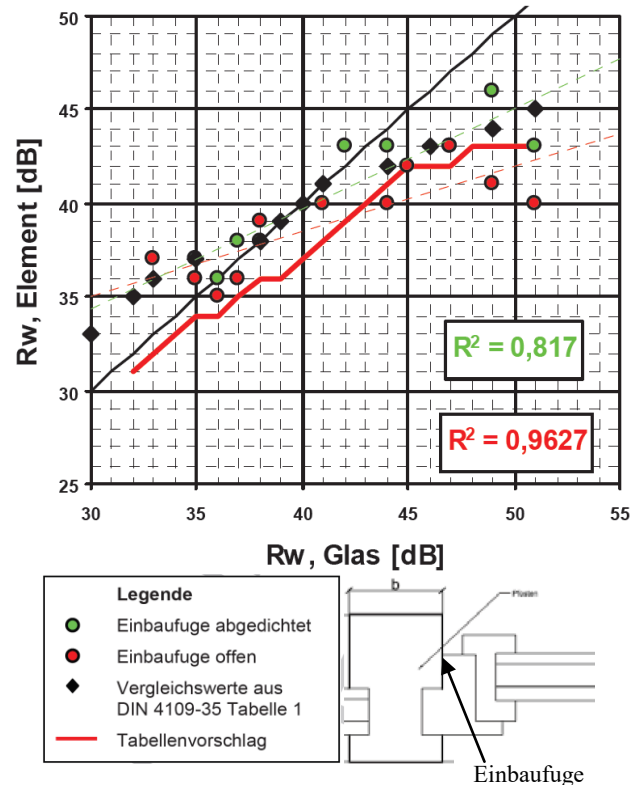 50
45
40
35
30
25
Rw, Element [dB]
R² = 0,817
R² = 0,9627
30 35 40 45 50 55
Rw, Glas [dB]
Legende
Einbaufuge abgedichtet
Einbaufuge offen
Vergleichswerte aus
DIN 4109-35 Tabelle 1
Tabellenvorschlag
b
Pfosten
Einbaufuge